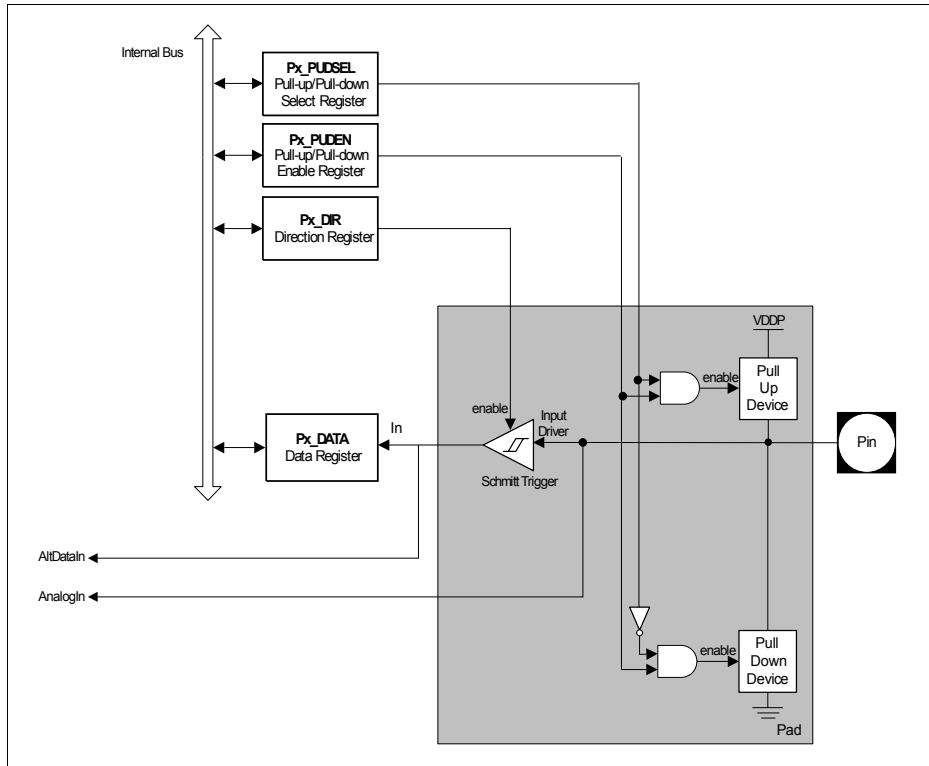 Internal Bus
Px_PUDSEL
Pull-up/Pull-down
Select Register
Px_PUDEN
Pull-up/Pull-down
Enable Register
Px_DIR
Direction Register
VDDP
Pull
Up
Device
enable
enable
Input
Driver
In
Px_DATA
Data Register
Schmitt Trigger
Pin
AltDataIn
AnalogIn
enable
Pull
Down
Device
Pad